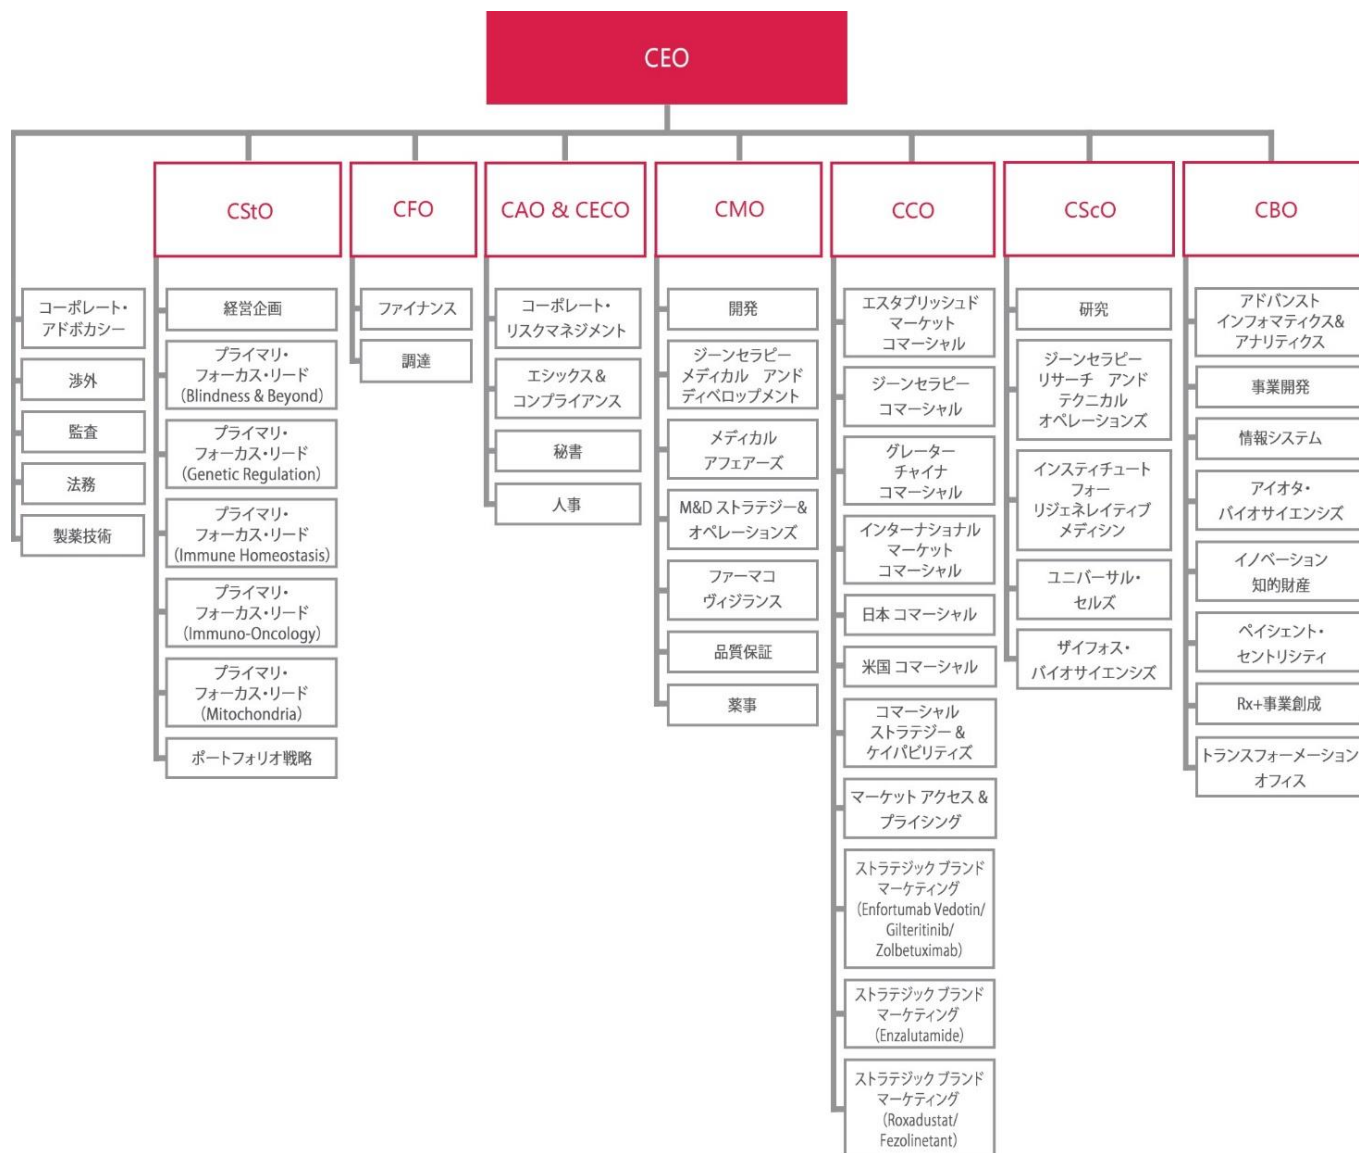 CEO
CStO
CFO
CAO & CECO
CMO
CCO
CScO
CBO
コーポレート・
アドボカシー
渉外
監査
法務
製薬技術
経営企画
プライマリ・
フォーカス・リード
(Blindness & Beyond)
プライマリ・
フォーカス・リード
(Genetic Regulation)
プライマリ・
フォーカス・リード
(Immune Homeostasis)
プライマリ・
フォーカス・リード
(Immuno-Oncology)
プライマリ・
フォーカス・リード
(Mitochondria)
ポートフォリオ戦略
ファイナンス
調達
コーポレート・
リスクマネジメント
エシックス&
コンプライアンス
秘書
人事
開発
ジーンセラピー
メディカル アンド
ディベロップメント
メディカル
アフェアーズ
M&D ストラテジー&
オペレーションズ
ファーマコ
ヴィジランス
品質保証
薬事
エスタブリッシュド
マーケット
コマーシャル
ジーンセラピー
コマーシャル
グレーター
チャイナ
コマーシャル
インターナショナル
マーケット
コマーシャル
日本 コマーシャル
米国 コマーシャル
コマーシャル
ストラテジー &
ケイパビリティズ
マーケット アクセス &
プライシング
ストラテジック ブランド
マーケティング
(Enfortumab Vedotin/
Gilteritinib/
Zolbetuximab)
ストラテジック ブランド
マーケティング
(Enzalutamide)
ストラテジック ブランド
マーケティング
(Roxadustat/
Fezolinetant)
研究
ジーンセラピー
リサーチ アンド
テクニカル
オペレーションズ
インスティチュート
フォー
リジェネレイティブ
メディシン
ユニバーサル・
セルズ
ザイフォス・
バイオサイエンシズ
アドバンスト
インフォマティクス&
アナリティクス
事業開発
情報システム
アイオタ・
バイオサイエンシズ
イノベーション
知的財産
ペイシェント・
セントリシティ
Rx+事業創成
トランスフォーメーション
オフィス